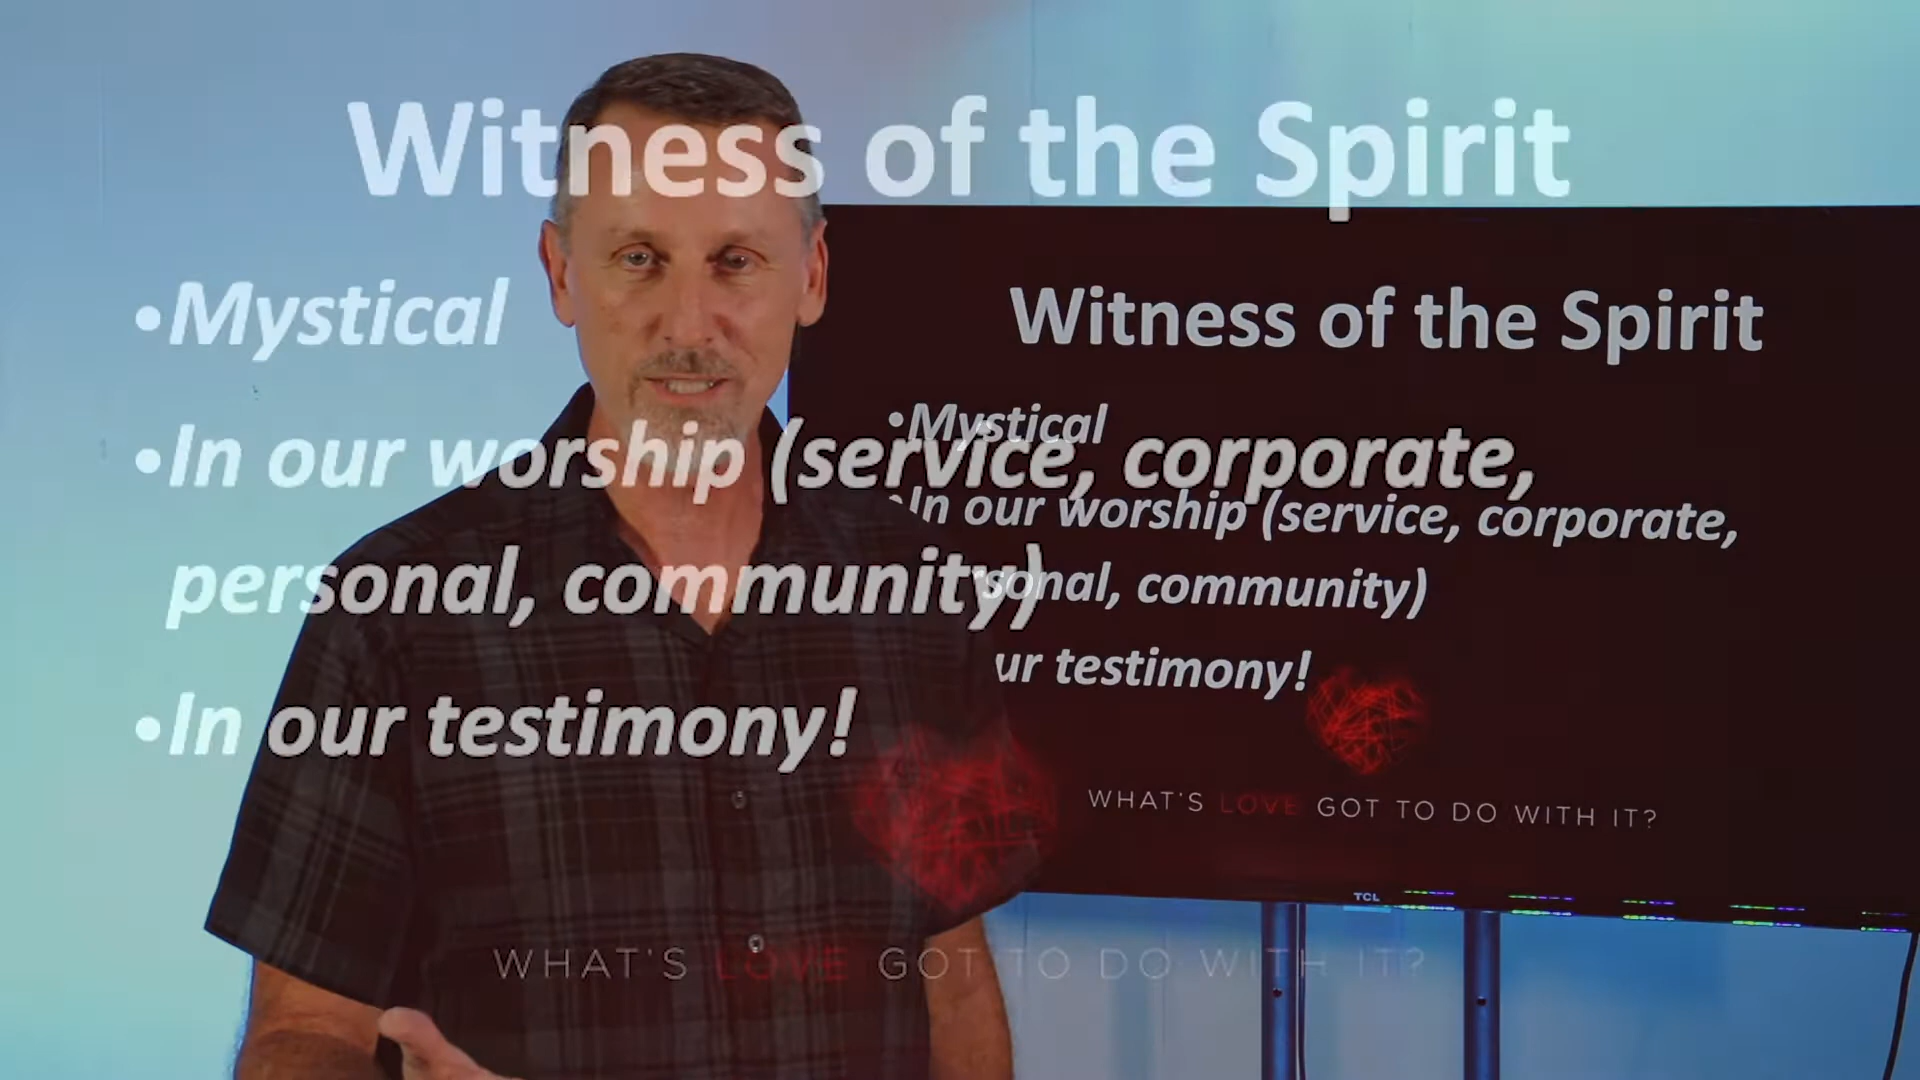 Witness of the Spirit
•Mystical
•In our worship (service, corporate,
personal, community)
•In our testimony!
WHAT'S LOVE GOT TO DO WITH IT?
Witness of the Spirit
•Mystical
•In our worship (service, corporate,
sonal, community)
ur testimony!
WHAT'S LOVE GOT TO DO WITH IT?
TCL